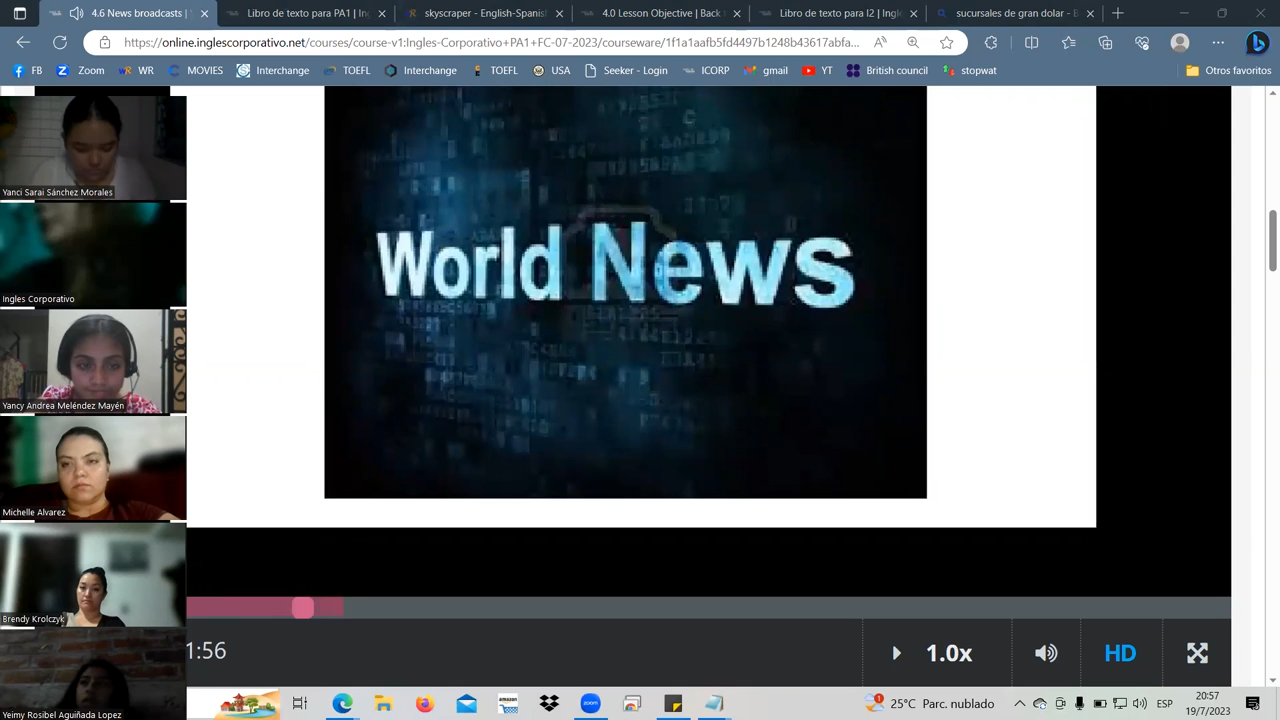 4.6 News broadcasts |
Libro de texto para PA1 | Ing
skyscraper - English-Spanis
4.0 Lesson Objective | Back
Libro de texto para I2 | Ingle
sucursales de gran dolar - B
https://online.inglescorporativo.net/courses/course-v1:Ingles-Corporativo+PA1+FC-07-2023/courseware/1f1a1aafb5fd4497b1248b43617abfa...
FB
Zoom
WR
MOVIES
Interchange
TOEFL
Interchange
TOEFL
USA
Seeker - Login
ICORP
gmail
YT
British council
stopwat
Otros favoritos
Yanci Sarai Sánchez Morales
Ingles Corporativo
Yancy Andrea Meléndez Mayén
Michelle Alvarez
Brendy Krolczyk
Yeimy Rosibel Aguiñada Lopez
World News
1:56
1.0x
HD
amazon
zoom
1
25°C Parc. nublado
ESP
20:57
19/7/2023